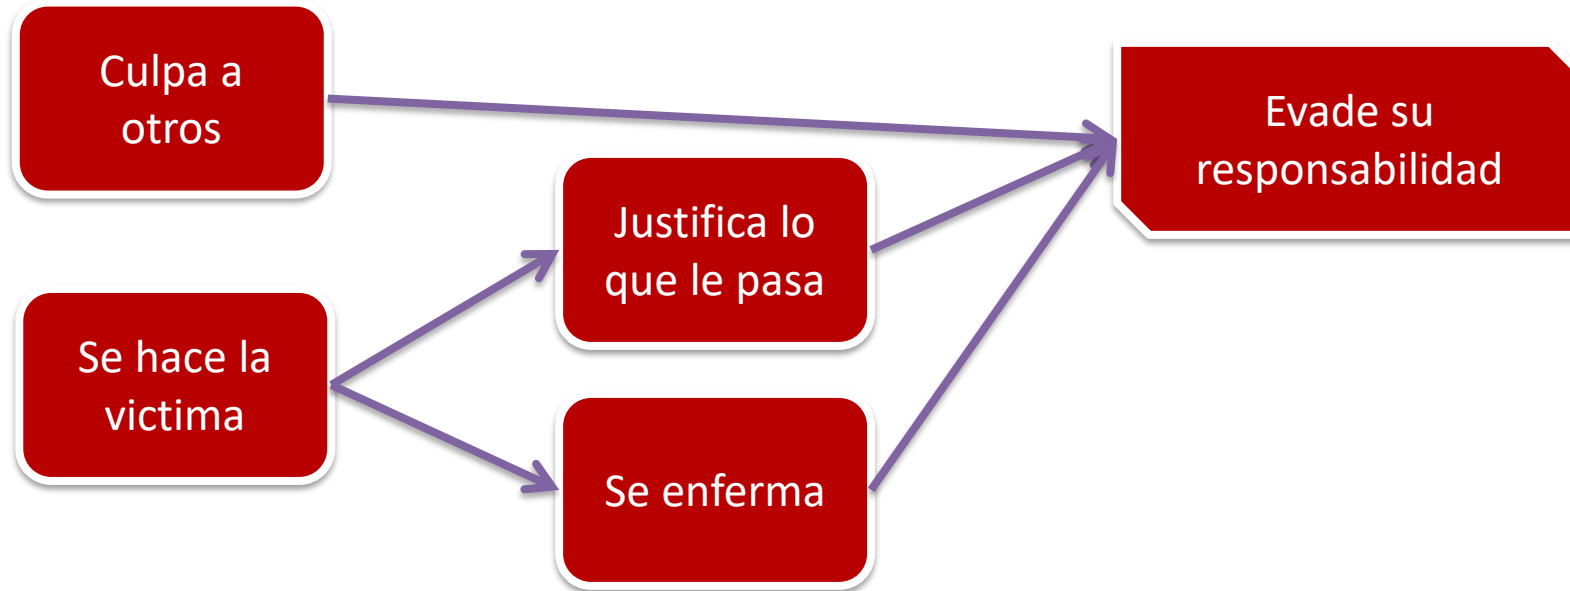 Culpa a
otros
Evade su
responsabilidad
Justifica lo
que le pasa
Se hace la
victima
Se enferma